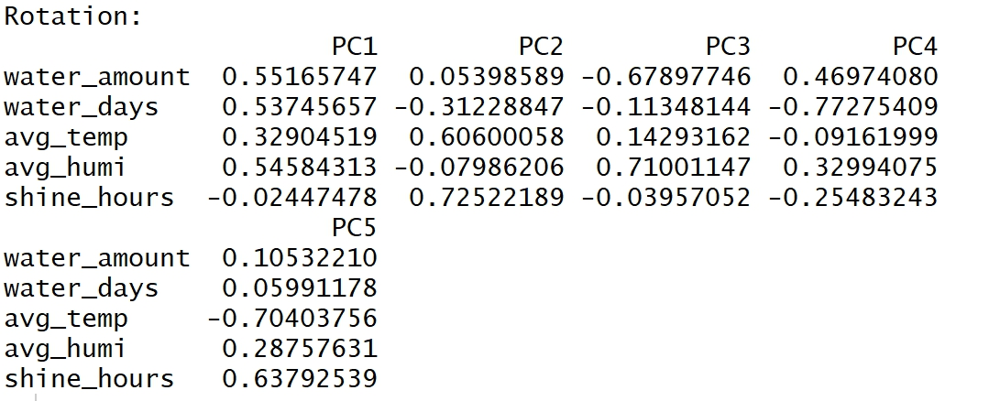 Rotation:
PC1 PC2 PC3 PC4
water_amount 0.55165747 0.05398589 -0.67897746 0.46974080
water_days 0.53745657 -0.31228847 -0.11348144 -0.77275409
avg_temp 0.32904519 0.60600058 0.14293162 -0.09161999
avg_humi 0.54584313 -0.07986206 0.71001147 0.32994075
shine_hours -0.02447478 0.72522189 -0.03957052 -0.25483243
PC5
water_amount 0.10532210
water_days 0.05991178
avg_temp -0.70403756
avg_humi 0.28757631
shine_hours 0.63792539